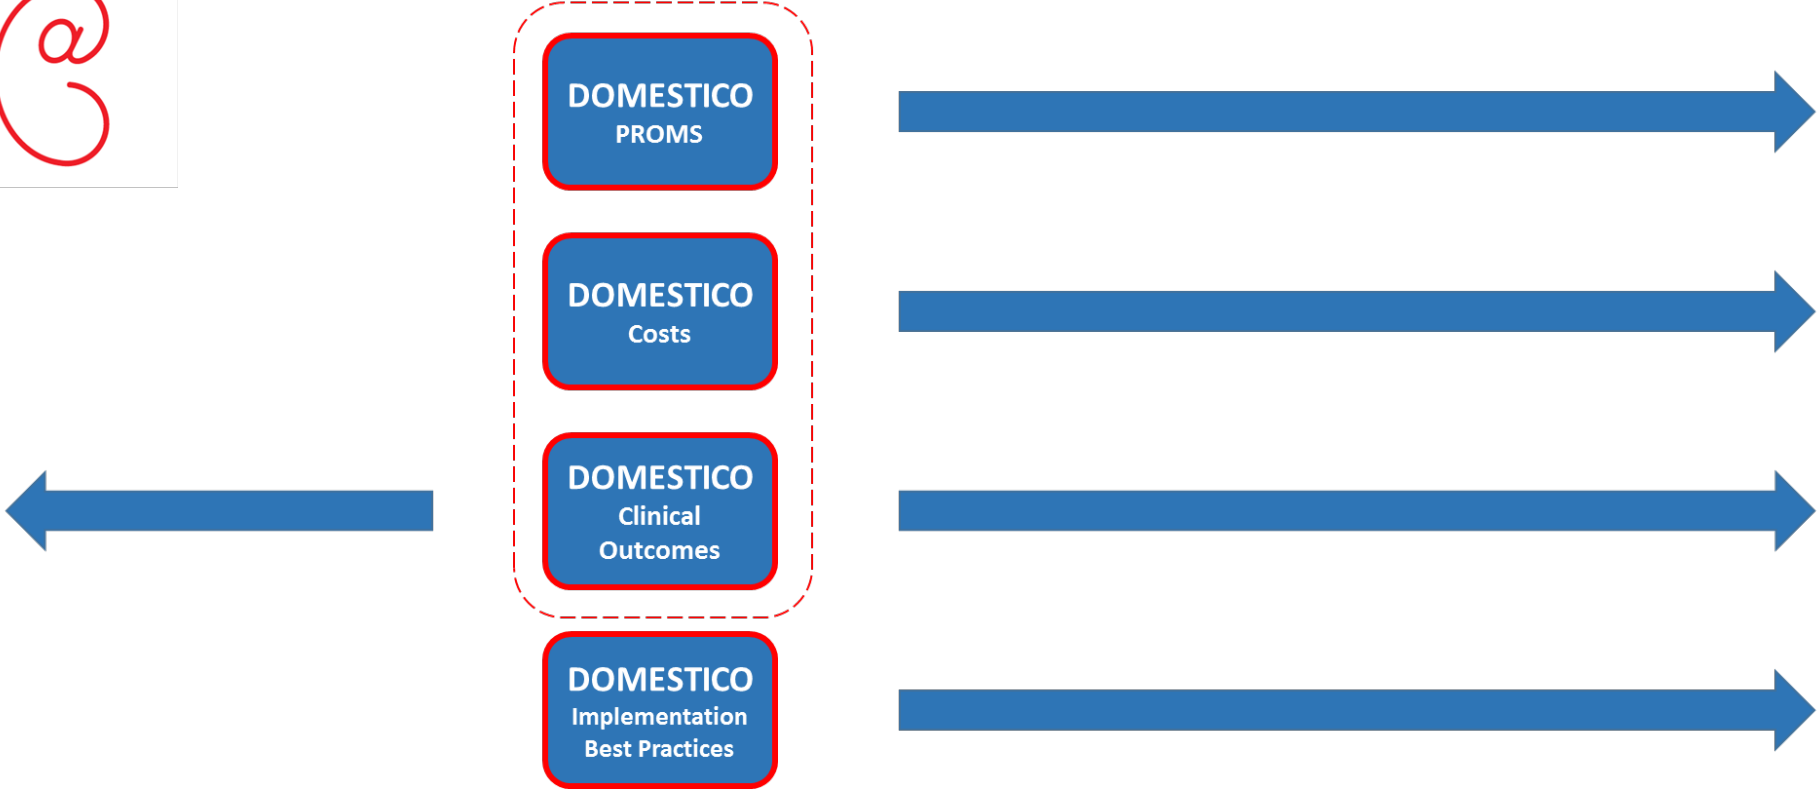 @
DOMESTICO
PROMS
DOMESTICO
Costs
DOMESTICO
Clinical
Outcomes
DOMESTICO
Implementation
Best Practices